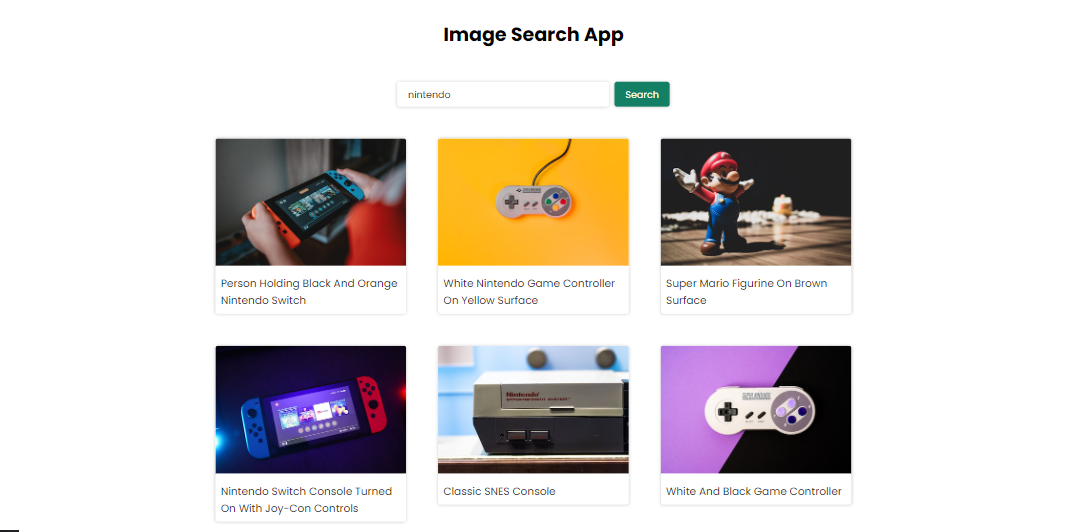 Image Search App
nintendo
Search
Person Holding Black And Orange
Nintendo Switch
White Nintendo Game Controller
On Yellow Surface
Super Mario Figurine On Brown
Surface
Nintendo
Nintendo Switch Console Turned
On With Joy-Con Controls
Classic SNES Console
White And Black Game Controller